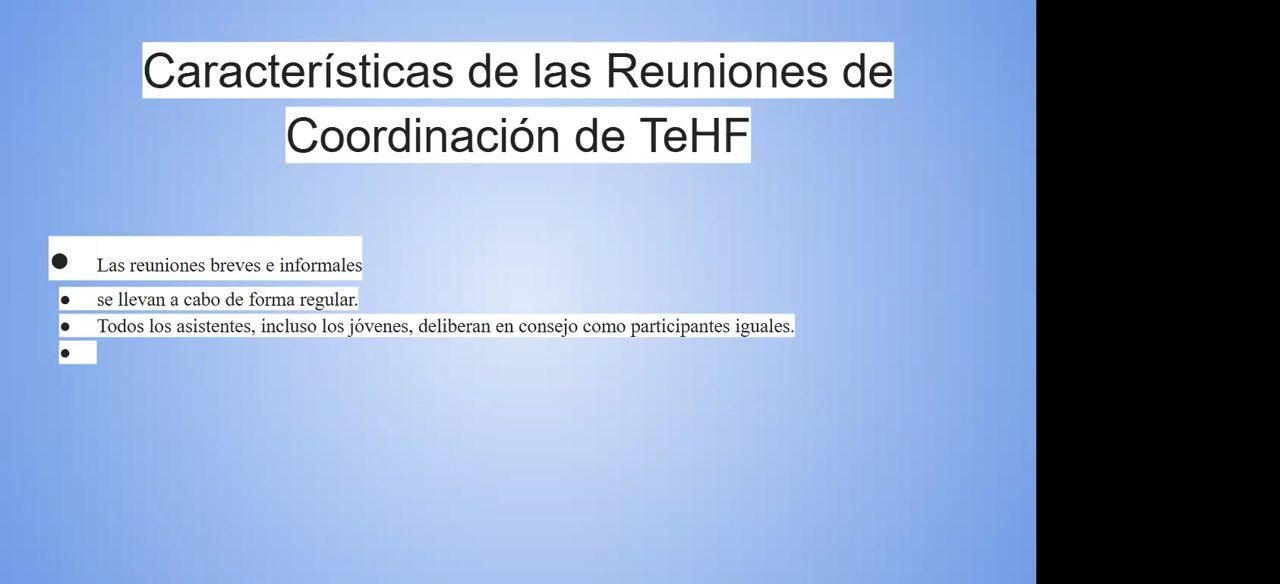 Características de las Reuniones de
Coordinación de TeHF
● Las reuniones breves e informales
● se llevan a cabo de forma regular.
● Todos los asistentes, incluso los jóvenes, deliberan en consejo como participantes iguales.
●